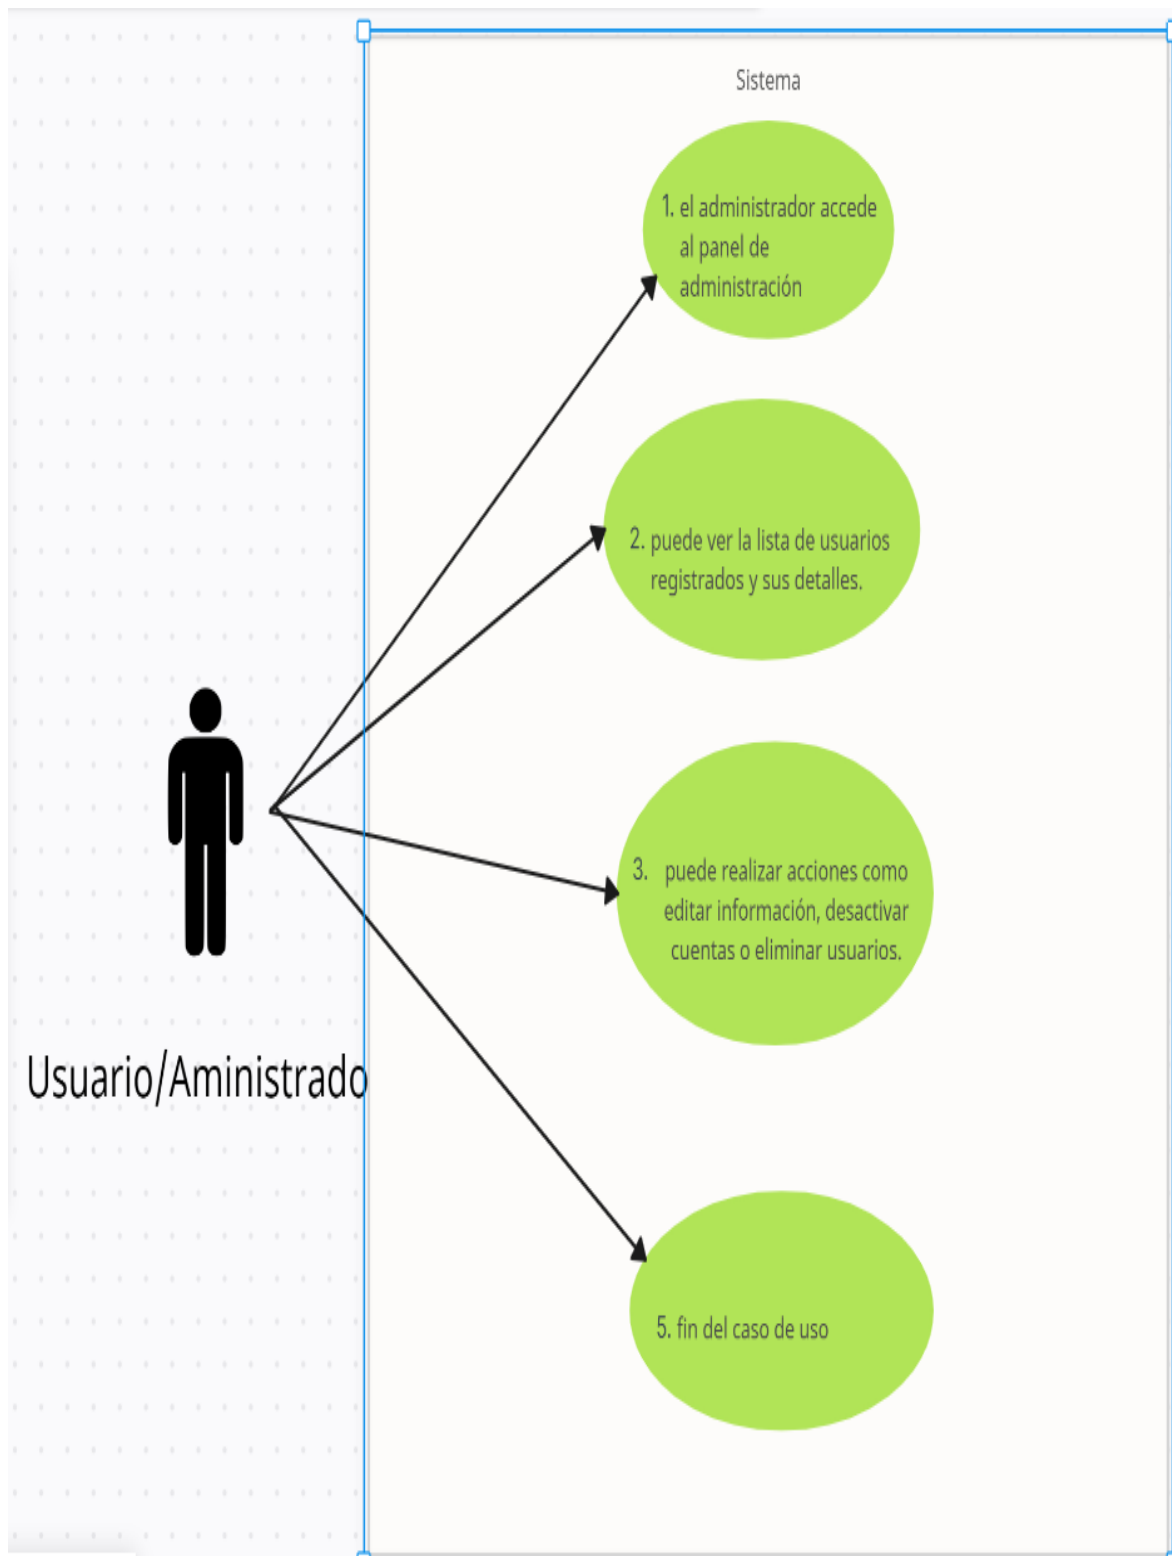 Sistema
1. el administrador accede
al panel de
administración
2. puede ver la lista de usuarios
registrados y sus detalles.
3. puede realizar acciones como
editar información, desactivar
cuentas o eliminar usuarios.
Usuario/Aministrado
5. fin del caso de uso